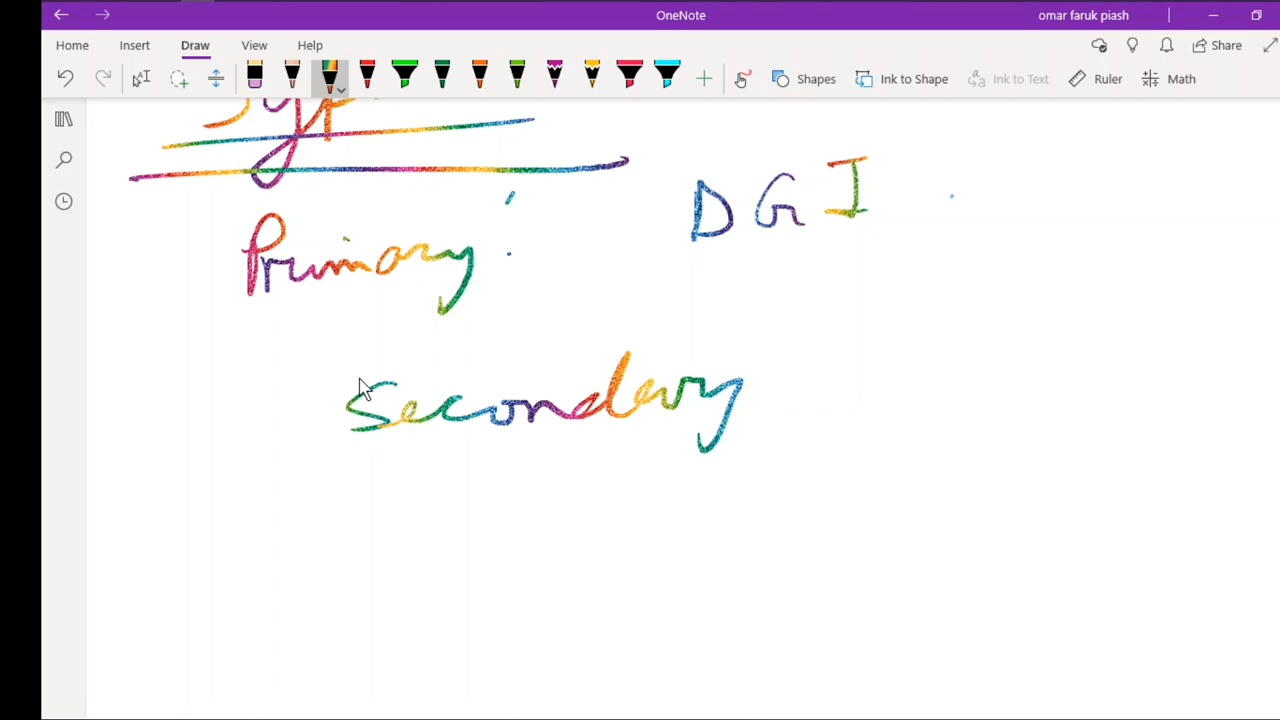 OneNote
omar faruk piash
Home Insert Draw View Help
Share
Shapes Ink to Shape Ink to Text Ruler Math
DGI
Primary :
Secondary